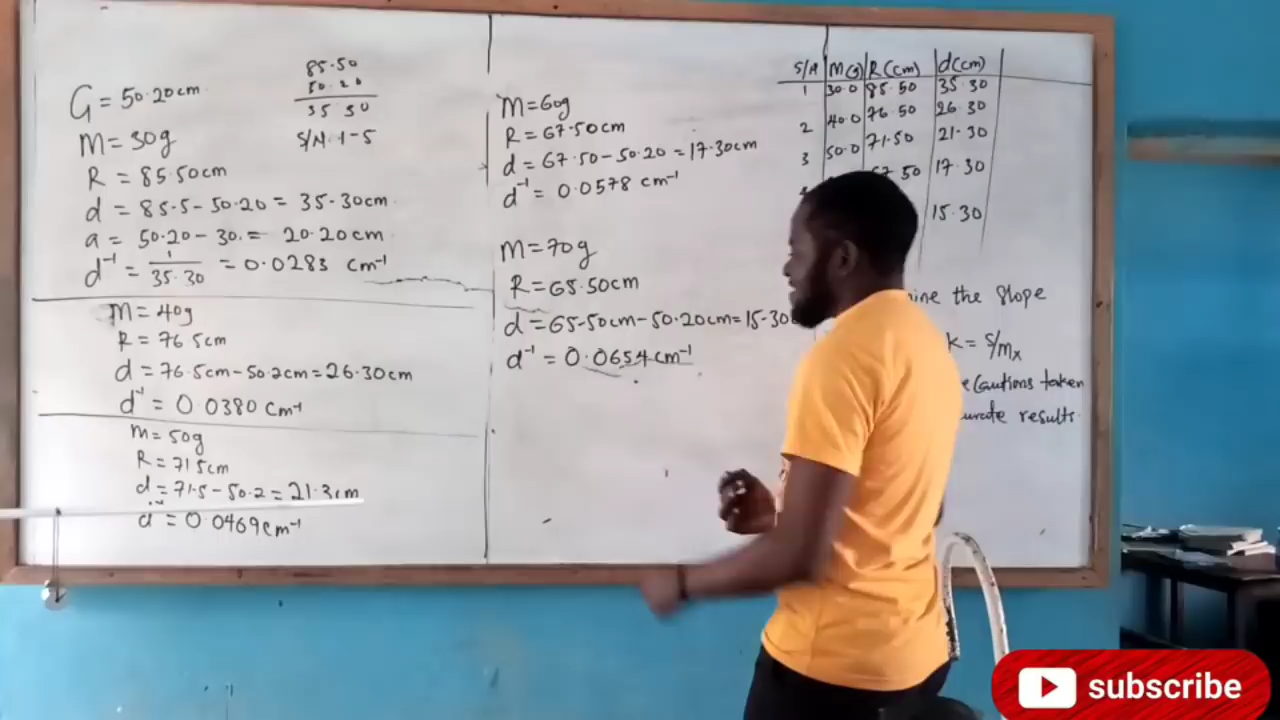 G = 50.20cm
85.50
50.20
35.30
S/N. 1-5
M = 30g
R = 85.50cm
d = 85.5-50.20 = 35.30cm
a = 50.20-30. = 20.20cm
d⁻¹ = 1/35.30 = 0.0283 cm⁻¹
M = 40g
R = 76.5cm
d = 76.5cm-50.2cm = 26.30cm
d⁻¹ = 0.0380 cm⁻¹
M = 50g
R = 71.5cm
d = 71.5-50.2 = 21.3cm
d⁻¹ = 0.0469cm⁻¹
M = 60g
R = 67.50cm
d = 67.50-50.20 = 17.30cm
d⁻¹ = 0.0578 cm⁻¹
M = 70g
R = 65.50cm
d = 65.50cm-50.20cm = 15.30
d⁻¹ = 0.0654cm⁻¹
S/N M(g) R(cm) d(cm)
1 30.0 85.50 35.30
2 40.0 76.50 26.30
3 50.0 71.50 21.30
67.50 17.30
15.30
the Slope
k = S/Mx
taken
results.
subscribe